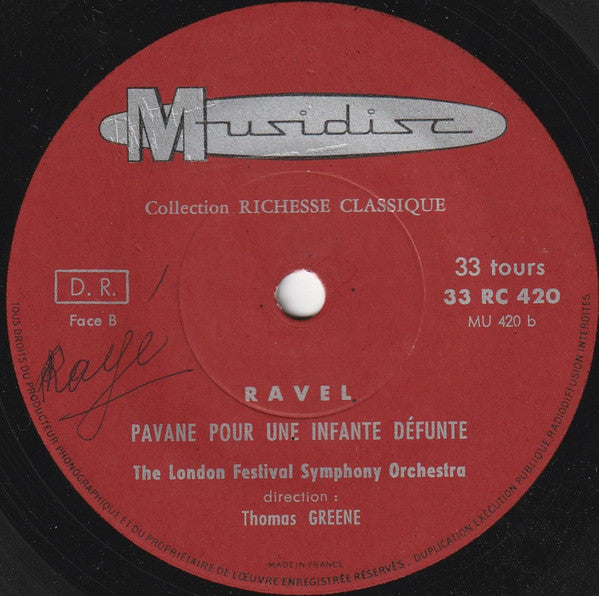 Musidisc
Collection RICHESSE CLASSIQUE
D. R.
Face B
33 tours
33 RC 420
MU 420 b
Raye
RAVEL
PAVANE POUR UNE INFANTE DÉFUNTE
The London Festival Symphony Orchestra
direction :
Thomas GREENE
MADE IN FRANCE
TOUS DROITS DU PRODUCTEUR PHONOGRAPHIQUE ET DU PROPRIÉTAIRE DE L'ŒUVRE ENREGISTRÉE RÉSERVÉS. DUPLICATION EXÉCUTION PUBLIQUE RADIODIFFUSION INTERDITES.